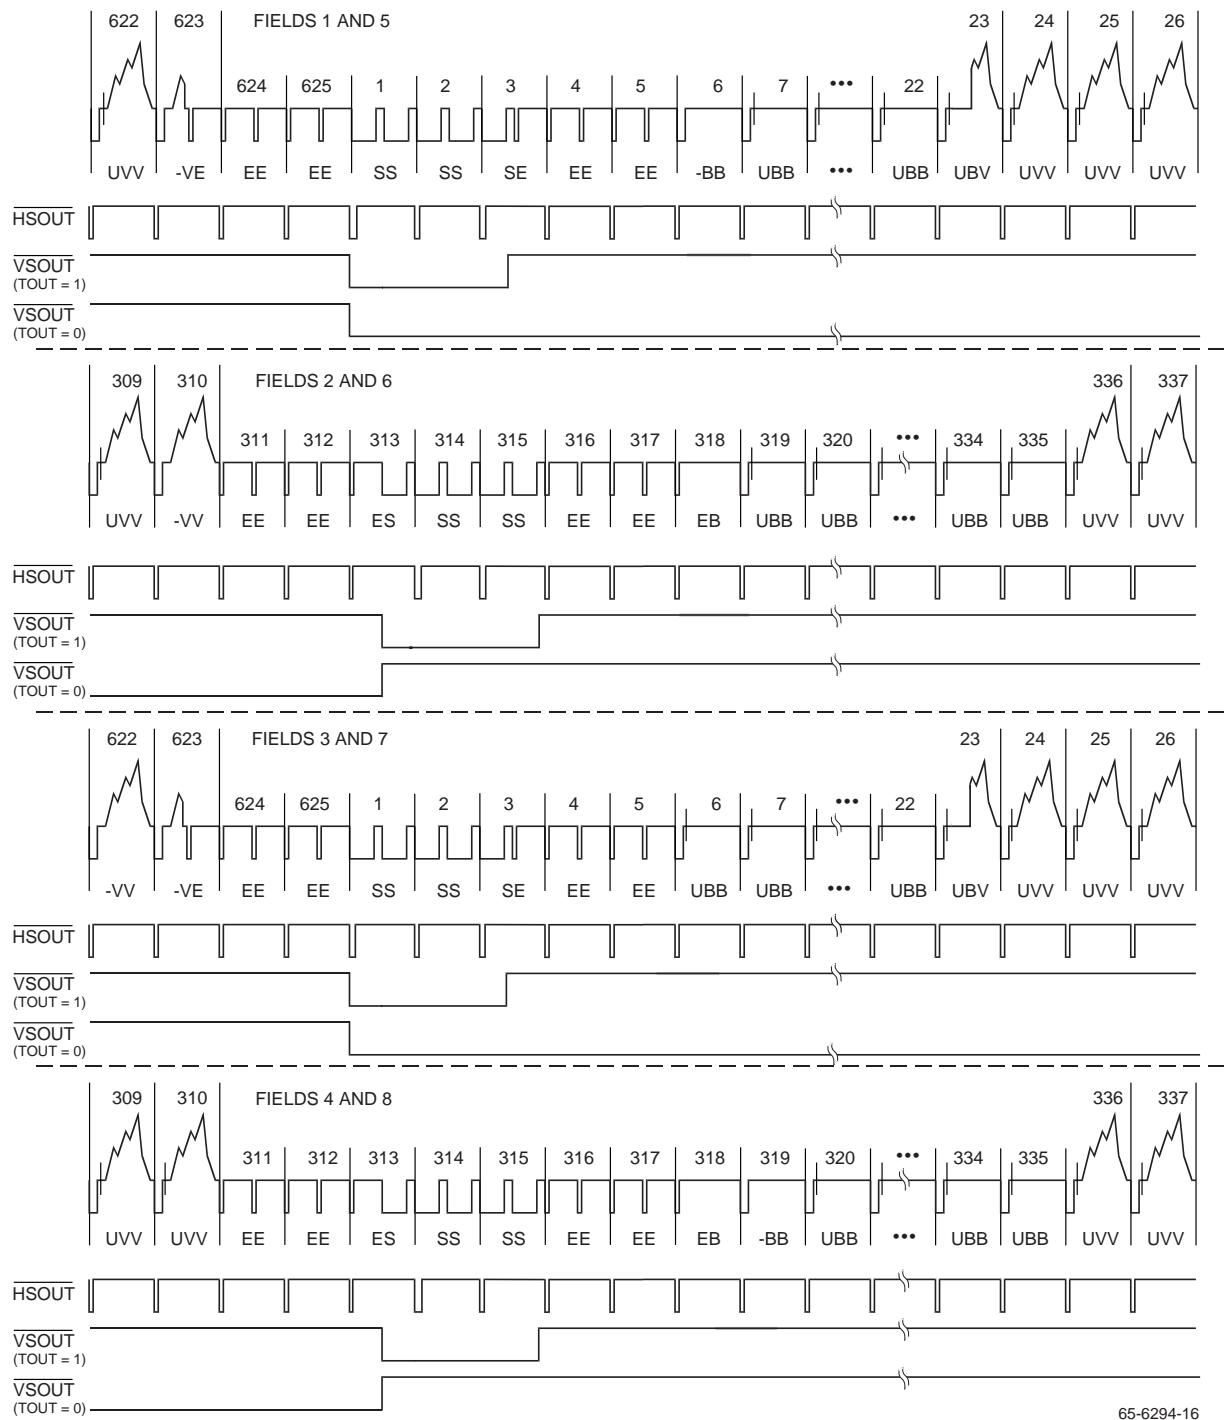 622 623 FIELDS 1 AND 5 23 24 25 26
624 625 1 2 3 4 5 6 7 ••• 22
UVV -VE EE EE SS SS SE EE EE -BB UBB ••• UBB UBV UVV UVV UVV
HSOUT
VSOUT
(TOUT = 1)
VSOUT
(TOUT = 0)
309 310 FIELDS 2 AND 6 336 337
311 312 313 314 315 316 317 318 319 320 ••• 334 335
UVV -VV EE EE ES SS SS EE EE EB UBB UBB ••• UBB UBB UVV UVV
HSOUT
VSOUT
(TOUT = 1)
VSOUT
(TOUT = 0)
622 623 FIELDS 3 AND 7 23 24 25 26
624 625 1 2 3 4 5 6 7 ••• 22
-VV -VE EE EE SS SS SE EE EE UBB UBB ••• UBB UBV UVV UVV UVV
HSOUT
VSOUT
(TOUT = 1)
VSOUT
(TOUT = 0)
309 310 FIELDS 4 AND 8 336 337
311 312 313 314 315 316 317 318 319 320 ••• 334 335
UVV UVV EE EE ES SS SS EE EE EB -BB UBB ••• UBB UBB UVV UVV
HSOUT
VSOUT
(TOUT = 1)
VSOUT
(TOUT = 0)
65-6294-16